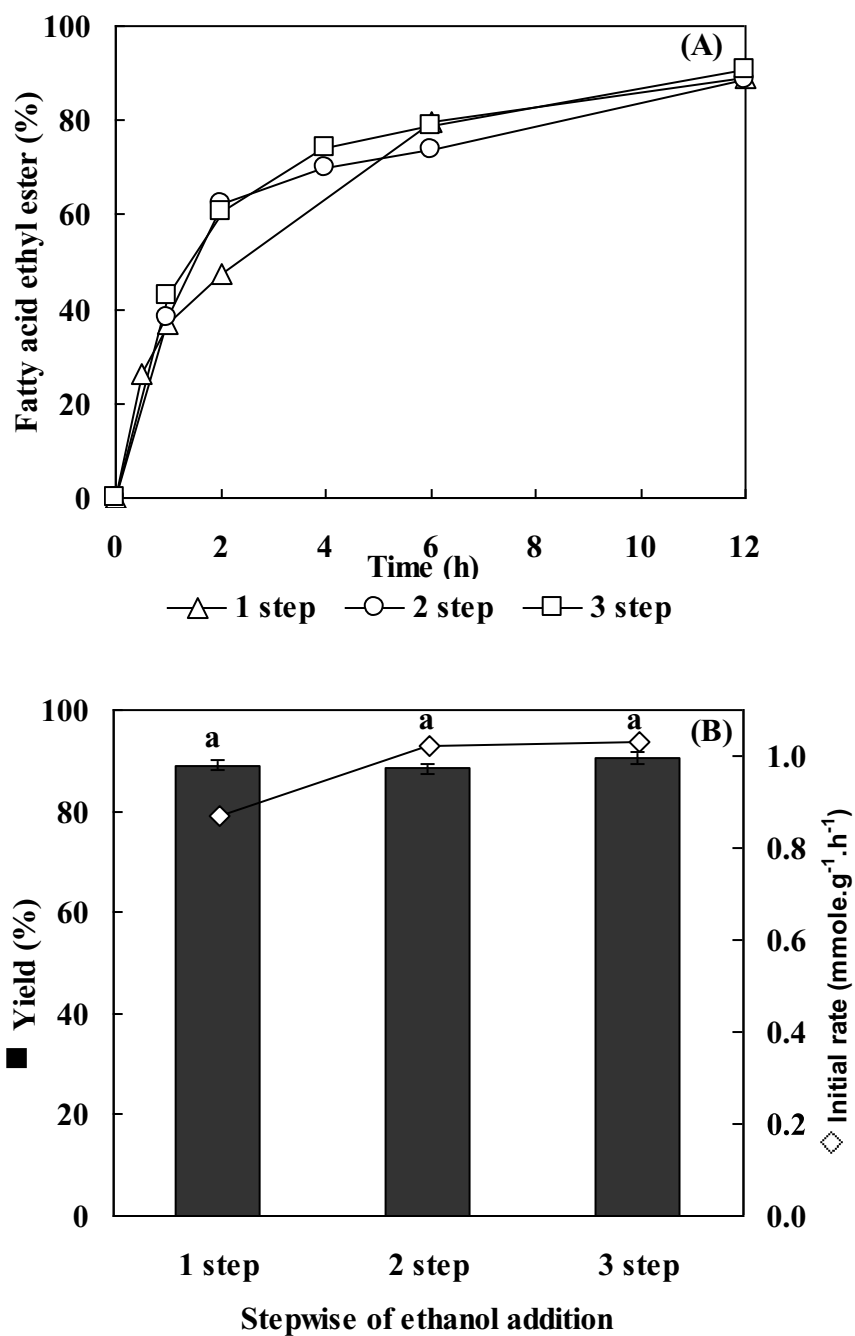 100
80
60
40
20
0
Fatty acid ethyl ester (%)
(A)
0 2 4 6 8 10 12
Time (h)
1 step 2 step 3 step
100
80
60
40
20
0
Yield (%)
a a a
(B)
1.0
0.8
0.6
0.4
0.2
0.0
Initial rate (mmole.g⁻¹.h⁻¹)
1 step 2 step 3 step
Stepwise of ethanol addition